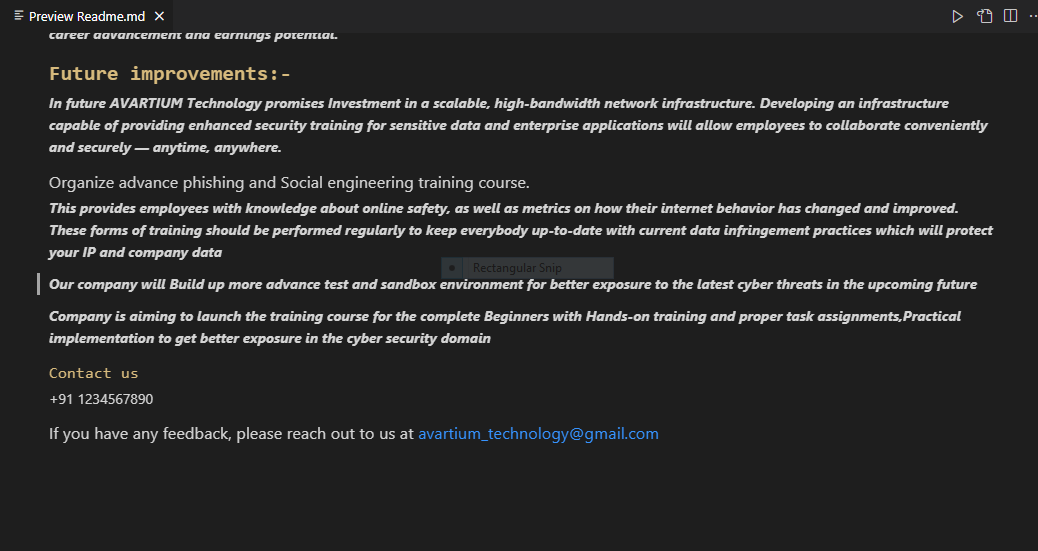 Preview Readme.md
career advancement and earnings potential.
Future improvements:-
In future AVARTIUM Technology promises Investment in a scalable, high-bandwidth network infrastructure. Developing an infrastructure
capable of providing enhanced security training for sensitive data and enterprise applications will allow employees to collaborate conveniently
and securely — anytime, anywhere.
Organize advance phishing and Social engineering training course.
This provides employees with knowledge about online safety, as well as metrics on how their internet behavior has changed and improved.
These forms of training should be performed regularly to keep everybody up-to-date with current data infringement practices which will protect
your IP and company data
Rectangular Snip
Our company will Build up more advance test and sandbox environment for better exposure to the latest cyber threats in the upcoming future
Company is aiming to launch the training course for the complete Beginners with Hands-on training and proper task assignments,Practical
implementation to get better exposure in the cyber security domain
Contact us
+91 1234567890
If you have any feedback, please reach out to us at avartium_technology@gmail.com